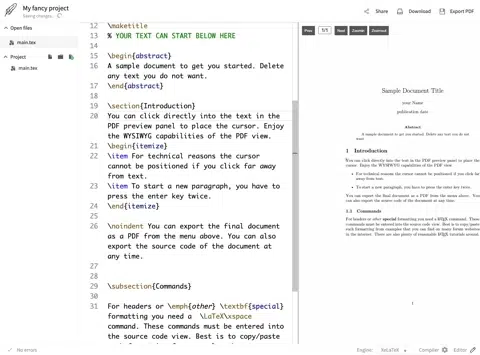 My fancy project
Saving changes...
Share
Download
Export PDF
Open files
main.tex
Project
main.tex
12 \maketitle
13 % YOUR TEXT CAN START BELOW HERE
14
15 \begin{abstract}
16 A sample document to get you started. Delete
any text you do not want.
17 \end{abstract}
18
19 \section{Introduction}
20 You can click directly into the text in the
PDF preview panel to place the cursor. Enjoy
the WYSIWYG capabilities of the PDF view.
21 \begin{itemize}
22 \item For technical reasons the cursor
cannot be positioned if you click far away
from text.
23 \item To start a new paragraph, you have to
press the enter key twice.
24 \end{itemize}
25
26 \noindent You can export the final document
as a PDF from the menu above. You can also
export the source code of the document at
any time.
27
28
29 \subsection{Commands}
30
31 For headers or \emph{other} \textbf{special}
formatting you need a \LaTeX\xspace
command. These commands must be entered into
the source code view. Best is to copy/paste
Prev
1/1
Next
ZoomIn
ZoomOut
Sample Document Title
your Name
publication date
Abstract
A sample document to get you started. Delete any text you do not
want.
1 Introduction
You can click directly into the text in the PDF preview panel to place the
cursor. Enjoy the WYSIWYG capabilities of the PDF view.
• For technical reasons the cursor cannot be positioned if you click far
away from text.
• To start a new paragraph, you have to press the enter key twice.
You can export the final document as a PDF from the menu above. You can
also export the source code of the document at any time.
1.1 Commands
For headers or other special formatting you need a LATEX command. These
commands must be entered into the source code view. Best is to copy/paste
such formatting from examples that you can find on many forums websites
in the internet. There are also plenty of reasonable LATEX tutorials around.
1
No errors
English
XeLaTeX
Compiler
Editor